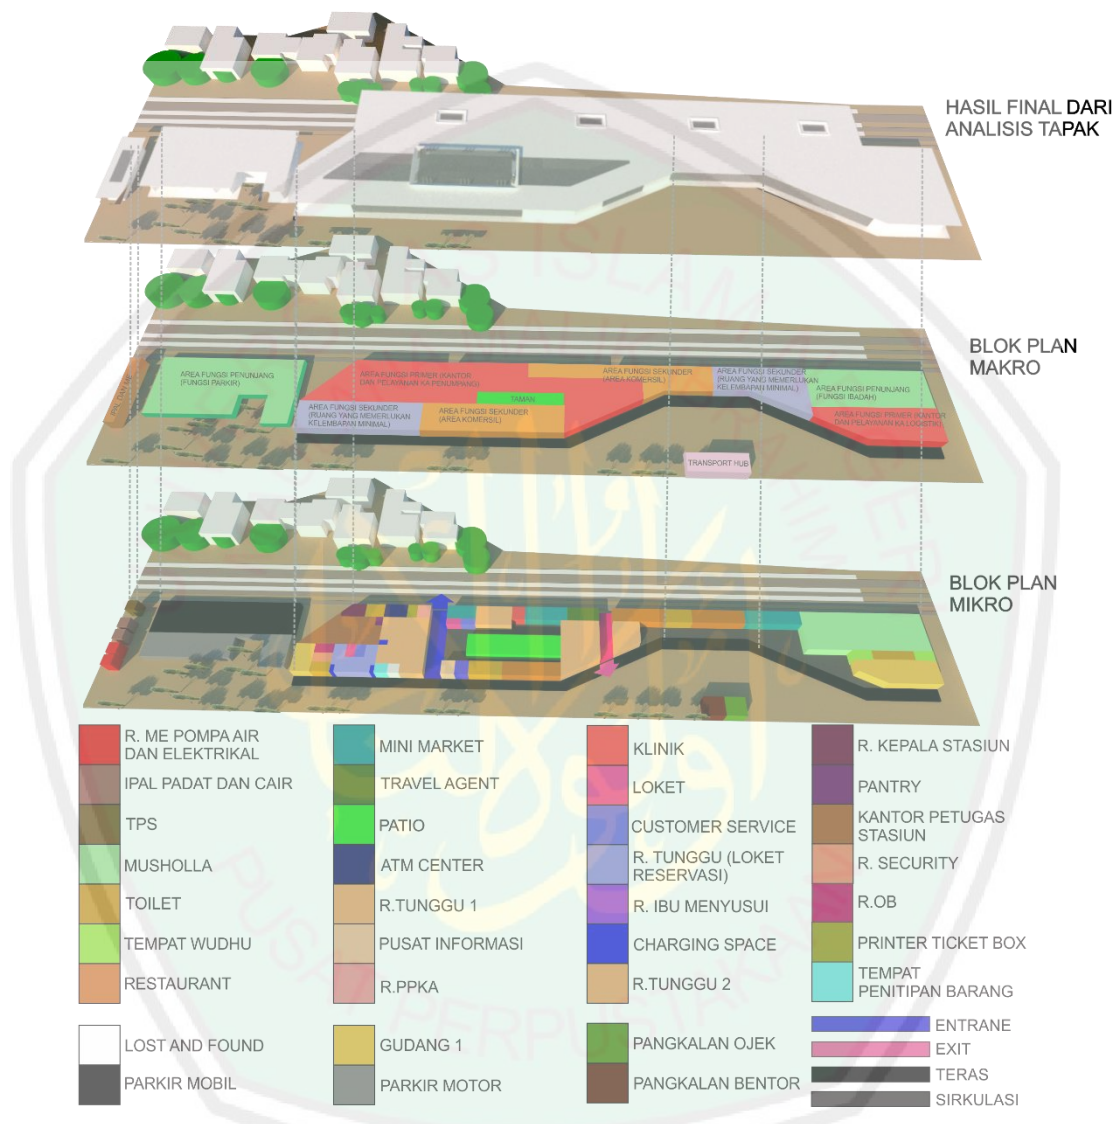 HASIL FINAL DARI
ANALISIS TAPAK
BLOK PLAN
MAKRO
AREA FUNGSI PENUNJANG
(FUNGSI PARKIR)
AREA FUNGSI PRIMER (KANTOR
DAN PELAYANAN KA PENUMPANG)
AREA FUNGSI SEKUNDER
(AREA KOMERSIL)
AREA FUNGSI SEKUNDER
(RUANG YANG MEMERLUKAN
KELEMBAPAN MINIMAL)
AREA FUNGSI PENUNJANG
(FUNGSI IBADAH)
TAMAN
AREA FUNGSI SEKUNDER
(RUANG YANG MEMERLUKAN
KELEMBAPAN MINIMAL)
AREA FUNGSI SEKUNDER
(AREA KOMERSIL)
AREA FUNGSI PRIMER (KANTOR
DAN PELAYANAN KA LOGISTIK)
TRANSPORT HUB
BLOK PLAN
MIKRO
R. ME POMPA AIR
DAN ELEKTRIKAL
IPAL PADAT DAN CAIR
TPS
MUSHOLLA
TOILET
TEMPAT WUDHU
RESTAURANT
LOST AND FOUND
PARKIR MOBIL
MINI MARKET
TRAVEL AGENT
PATIO
ATM CENTER
R.TUNGGU 1
PUSAT INFORMASI
R.PPKA
GUDANG 1
PARKIR MOTOR
KLINIK
LOKET
CUSTOMER SERVICE
R. TUNGGU (LOKET
RESERVASI)
R. IBU MENYUSUI
CHARGING SPACE
R.TUNGGU 2
PANGKALAN OJEK
PANGKALAN BENTOR
R. KEPALA STASIUN
PANTRY
KANTOR PETUGAS
STASIUN
R. SECURITY
R.OB
PRINTER TICKET BOX
TEMPAT
PENITIPAN BARANG
ENTRANE
EXIT
TERAS
SIRKULASI
PUSAT PERPUSTAKAAN